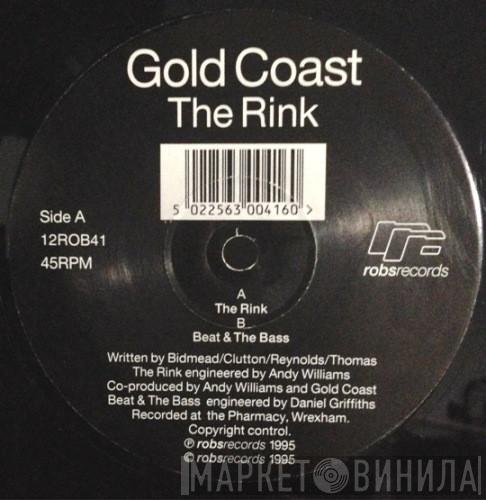 Gold Coast
The Rink
5 022563 004160 >
Side A
12ROB41
45RPM
robsrecords
A
The Rink
B
Beat & The Bass
Written by Bidmead/Clutton/Reynolds/Thomas
The Rink engineered by Andy Williams
Co-produced by Andy Williams and Gold Coast
Beat & The Bass engineered by Daniel Griffiths
Recorded at the Pharmacy, Wrexham.
Copyright control.
℗ robsrecords 1995
© robsrecords 1995
МАРКЕТ ВИНИЛА